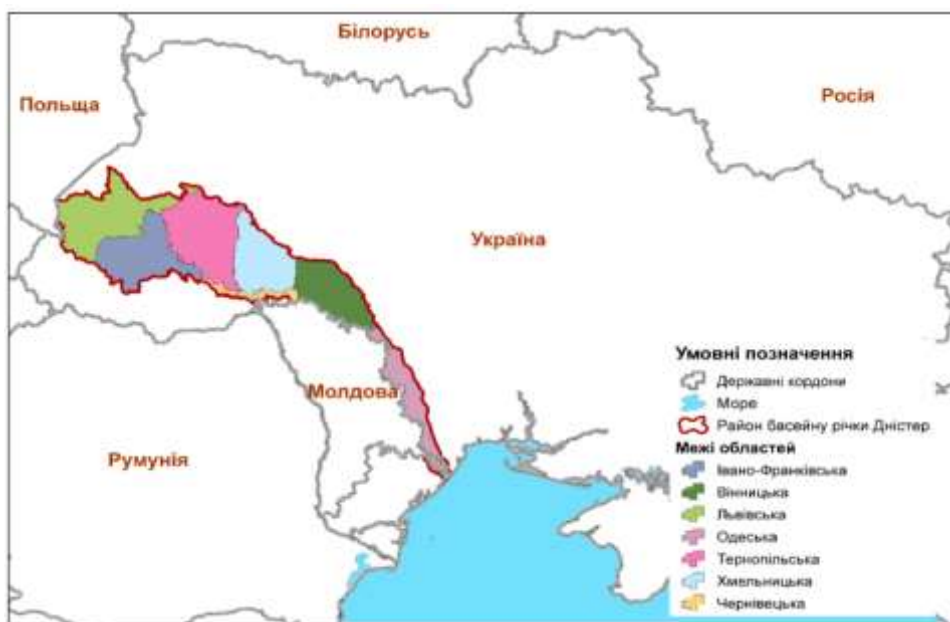 Білорусь
Польща
Росія
Україна
Молдова
Румунія
Умовні позначення
Державні кордони
Море
Район басейну річки Дністер
Межі областей
Івано-Франківська
Вінницька
Львівська
Одеська
Тернопільська
Хмельницька
Чернівецька